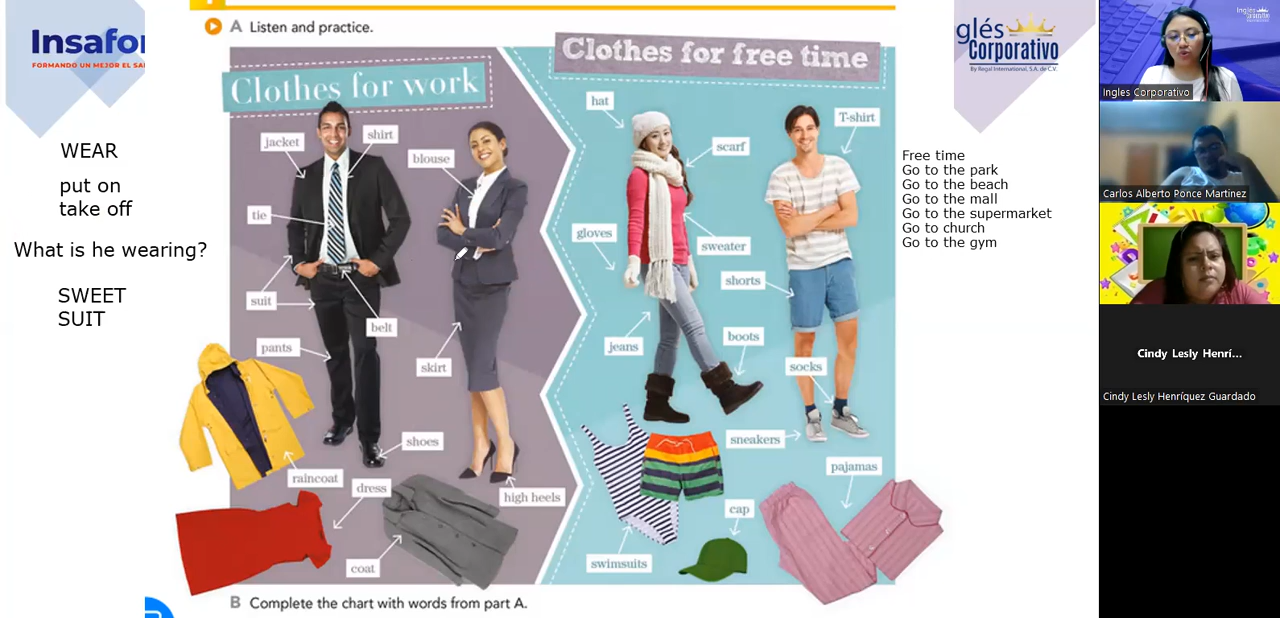 Insafo
FORMANDO UN MEJOR EL SA
A Listen and practice.
glés
Corporativo
By Regal International, S.A. de C.V.
WEAR
put on
take off
What is he wearing?
SWEET
SUIT
Clothes for work
jacket
shirt
blouse
tie
suit
belt
pants
skirt
shoes
raincoat
dress
high heels
coat
Clothes for free time
hat
T-shirt
scarf
gloves
sweater
shorts
jeans
boots
socks
sneakers
pajamas
cap
swimsuits
B Complete the chart with words from part A.
Free time
Go to the park
Go to the beach
Go to the mall
Go to the supermarket
Go to church
Go to the gym
Ingles Corporativo
Carlos Alberto Ponce Martinez
Cindy Lesly Henrí...
Cindy Lesly Henríquez Guardado